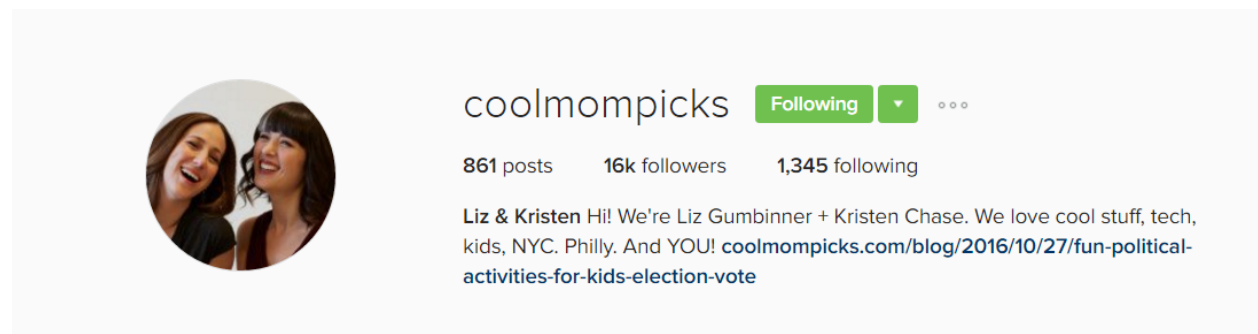 coolmompicks Following
861 posts 16k followers 1,345 following
Liz & Kristen Hi! We're Liz Gumbinner + Kristen Chase. We love cool stuff, tech,
kids, NYC. Philly. And YOU! coolmompicks.com/blog/2016/10/27/fun-political-
activities-for-kids-election-vote